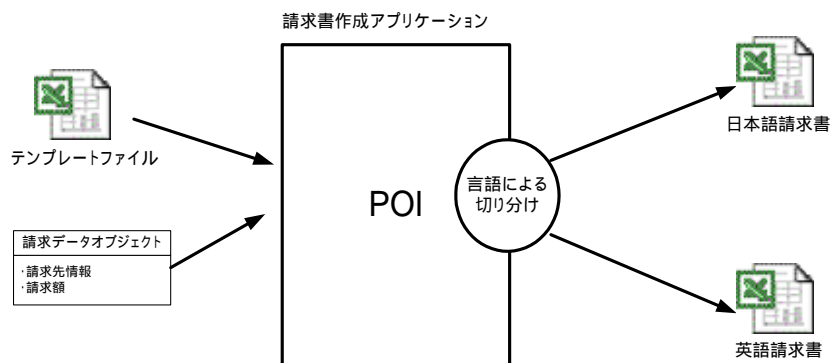 請求書作成アプリケーション
テンプレートファイル
請求データオブジェクト
・請求先情報
・請求額
POI
言語による
切り分け
日本語請求書
英語請求書